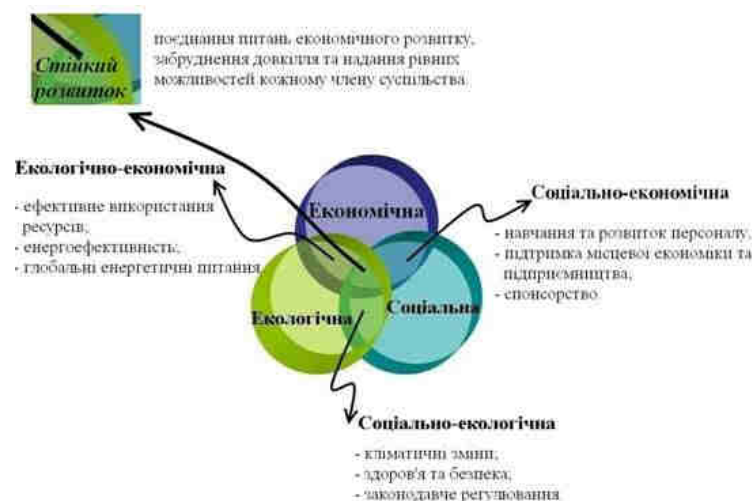 Стійкий
розвиток
поєднання питань економічного розвитку,
забруднення довкілля та надання рівних
можливостей кожному члену суспільства.
Екологічно-економічна
- ефективне використання
ресурсів;
- енергоефективність;
- глобальні енергетичні питання.
Економічна
Екологічна
Соціальна
Соціально-економічна
- навчання та розвиток персоналу;
- підтримка місцевої економіки та
підприємництва;
- спонсорство.
Соціально-екологічна
- кліматичні зміни;
- здоров'я та безпека;
- законодавче регулювання.